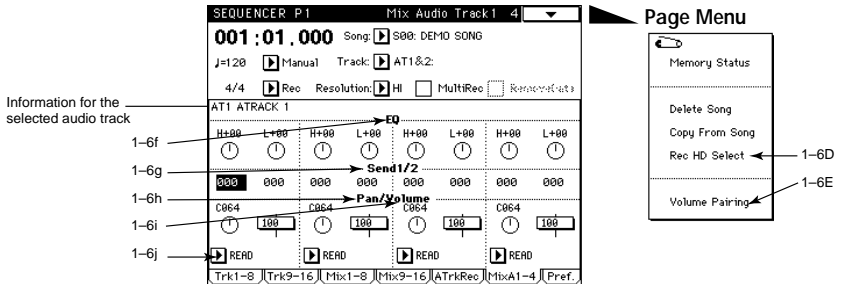 SEQUENCER P1 Mix Audio Track1 4
Page Menu
001:01.000 Song: S00: DEMO SONG
♩=120 Manual Track: AT1&2:
4/4 Rec Resolution: HI MultiRec
Information for the
selected audio track
AT1 ATRACK 1
EQ
1–6f
H+00 L+00 H+00 L+00 H+00 L+00 H+00 L+00
1–6g
Send1/2
000 000 000 000 000 000 000 000
1–6h
Pan/Volume
C064 C064 C064 C064
1–6i
100 100 100 100
1–6j
READ READ READ READ
Trk1-8 Trk9-16 Mix1-8 Mix9-16 ATrkRec MixA1-4 Pref.
Memory Status
Delete Song
Copy From Song
Rec HD Select
1–6D
1–6E
Volume Pairing